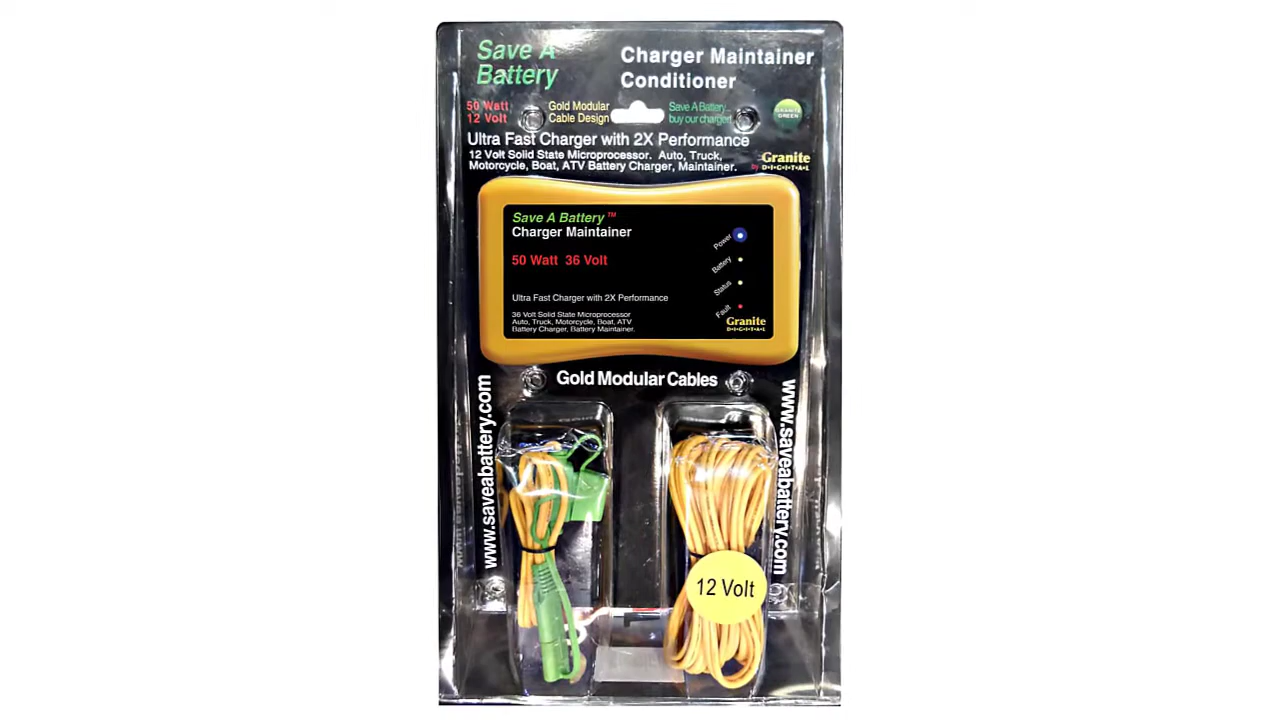 Save A
Battery
Charger Maintainer
Conditioner
50 Watt
12 Volt
Gold Modular
Cable Design
Save A Battery...
buy our charger!
GRANITE
GREEN
Ultra Fast Charger with 2X Performance
12 Volt Solid State Microprocessor. Auto, Truck,
Motorcycle, Boat, ATV Battery Charger, Maintainer.
by Granite
D•I•G•I•T•A•L
Save A Battery™
Charger Maintainer
50 Watt 36 Volt
Ultra Fast Charger with 2X Performance
36 Volt Solid State Microprocessor
Auto, Truck, Motorcycle, Boat, ATV
Battery Charger, Battery Maintainer.
Power
Battery
Status
Fault
Granite
D•I•G•I•T•A•L
Gold Modular Cables
www.saveabattery.com
www.saveabattery.com
12 Volt